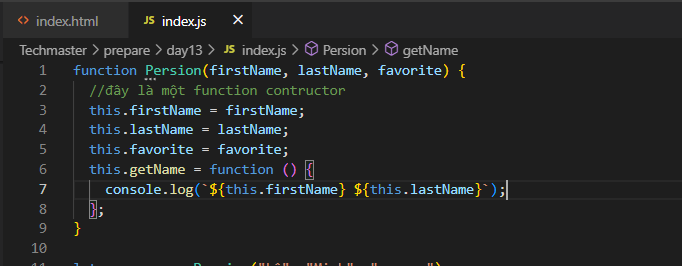 index.html JS index.js ×
Techmaster > prepare > day13 > JS index.js > Persion > getName
1 function Persion(firstName, lastName, favorite) {
2 //đây là một function contructor
3 this.firstName = firstName;
4 this.lastName = lastName;
5 this.favorite = favorite;
6 this.getName = function () {
7 console.log(`${this.firstName} ${this.lastName}`);
8 };
9 }
10